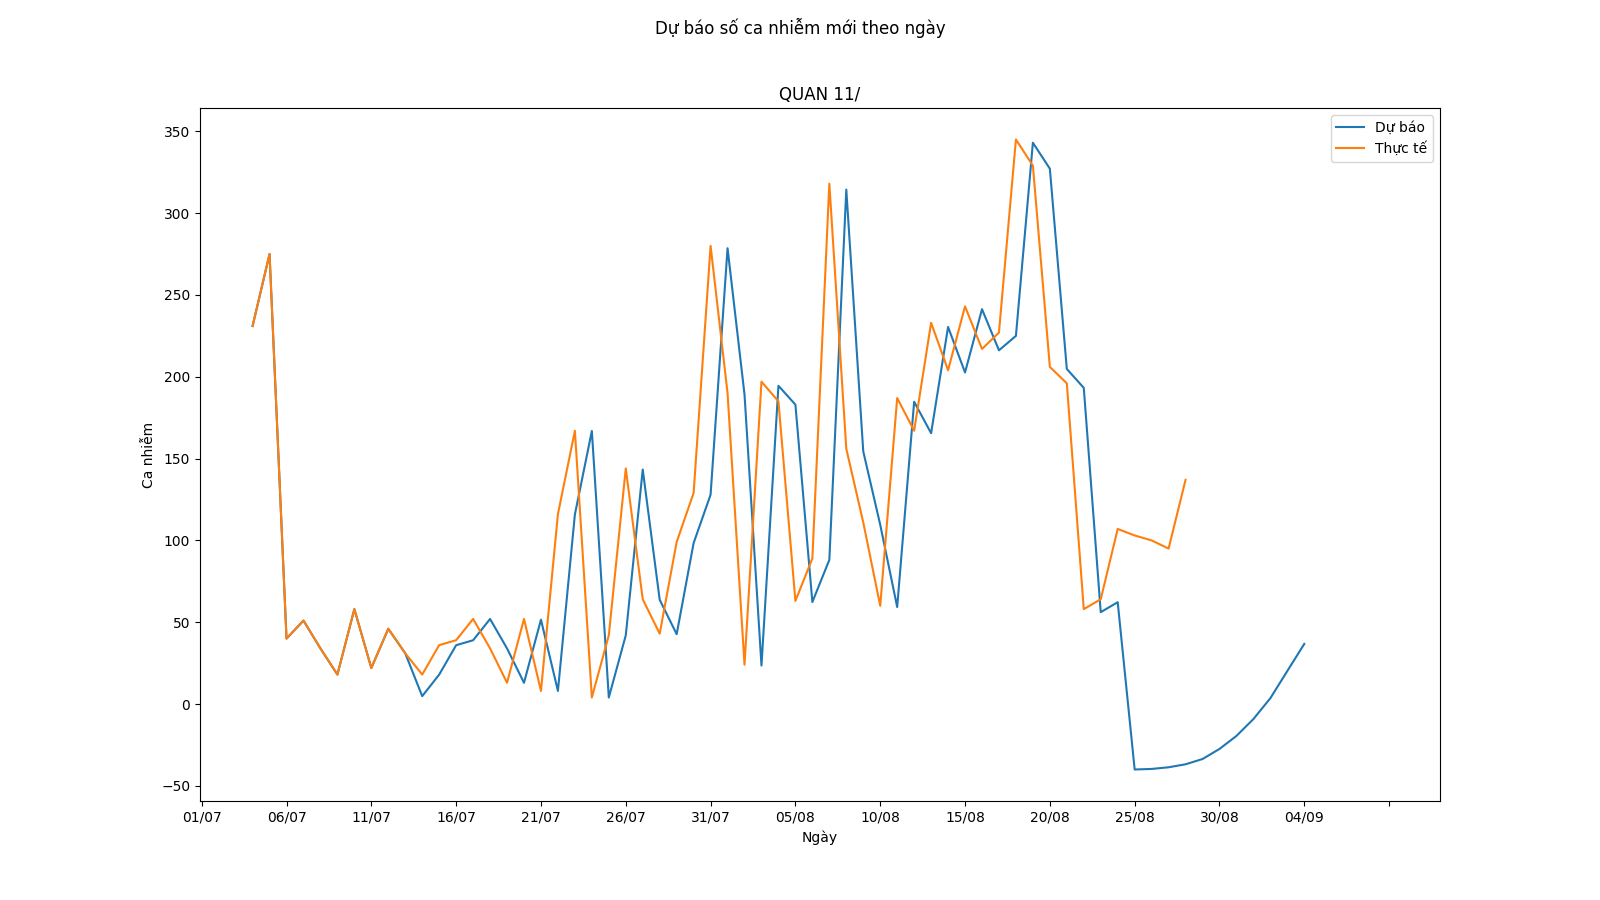 Dự báo số ca nhiễm mới theo ngày
QUAN 11/
Dự báo
Thực tế
Ca nhiễm
350
300
250
200
150
100
50
0
−50
01/07 06/07 11/07 16/07 21/07 26/07 31/07 05/08 10/08 15/08 20/08 25/08 30/08 04/09
Ngày